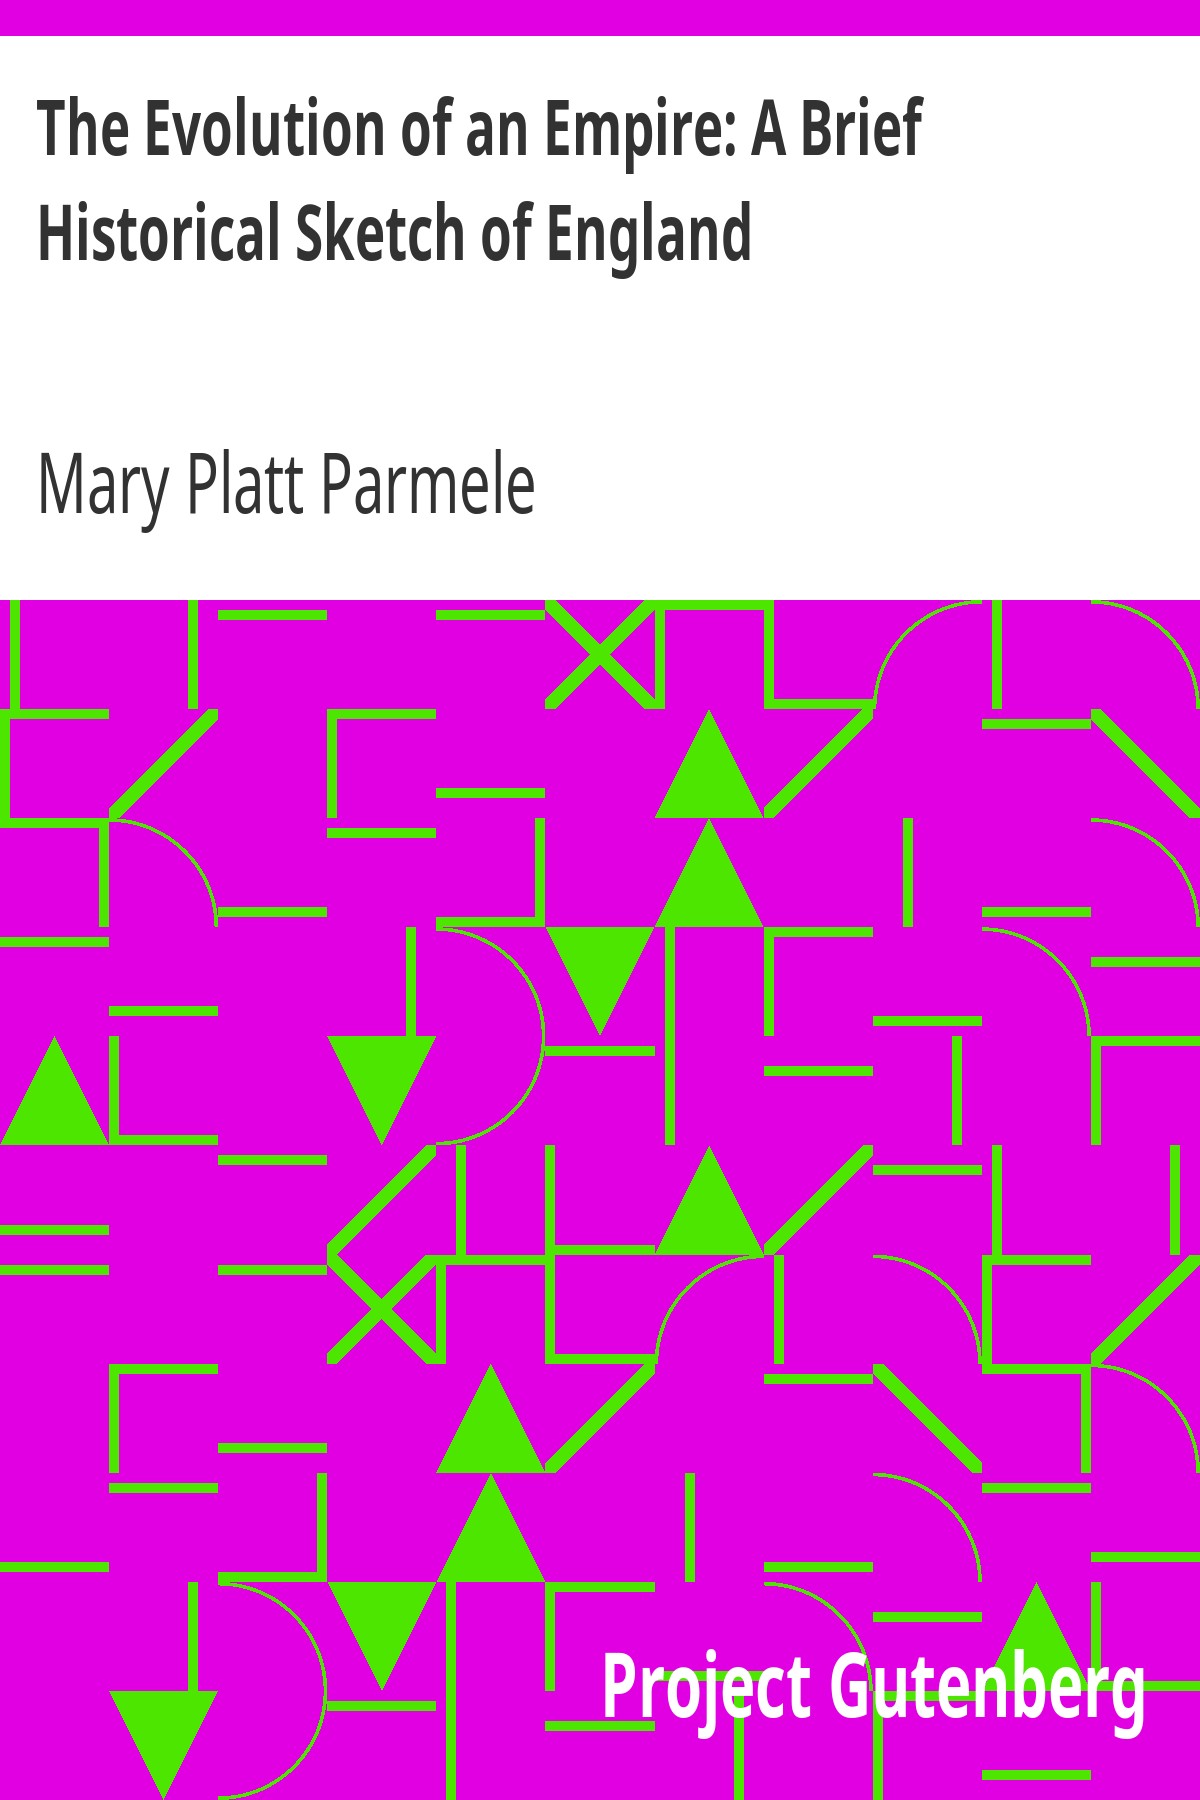 The Evolution of an Empire: A Brief
Historical Sketch of England
Mary Platt Parmele
Project Gutenberg